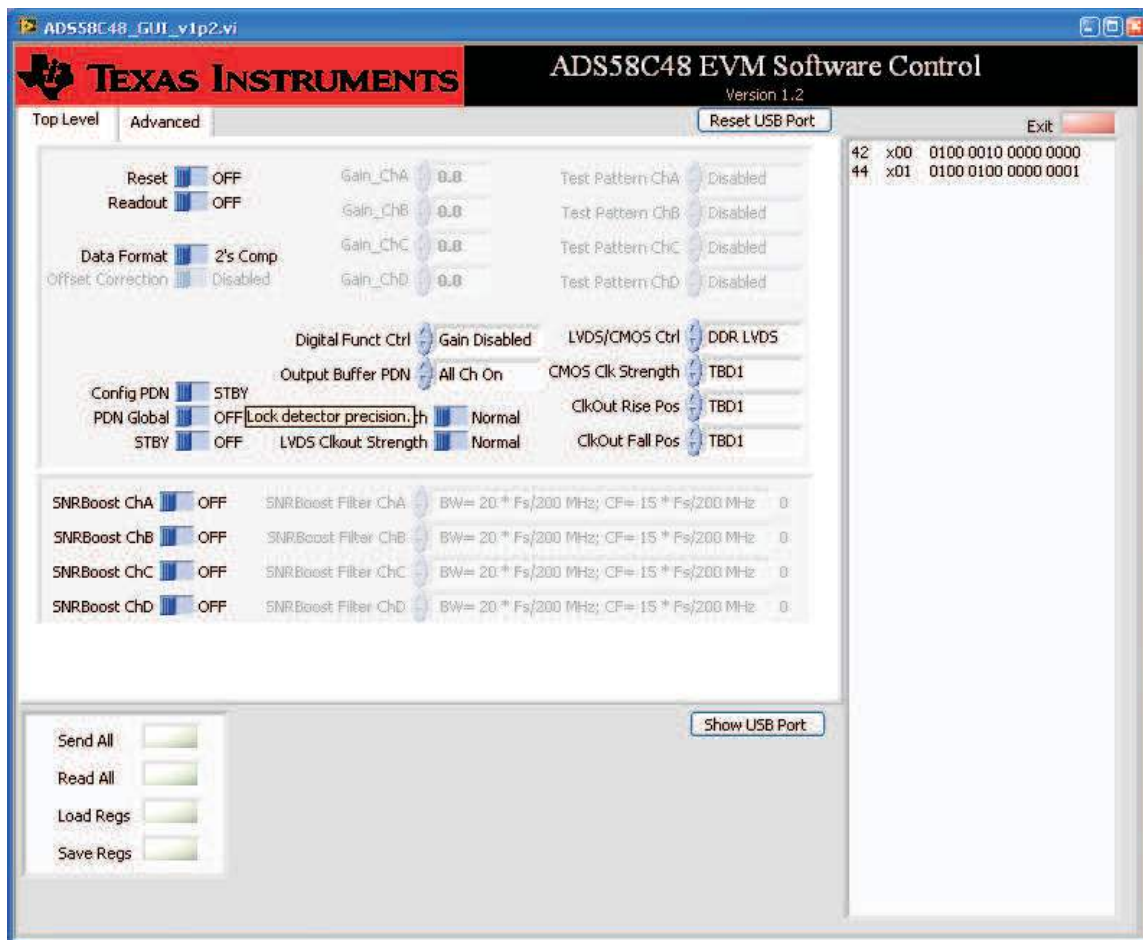 ADS58C48_GUI_v1p2.vi
TEXAS INSTRUMENTS
ADS58C48 EVM Software Control
Version 1.2
Top Level Advanced Reset USB Port Exit
42 x00 0100 0010 0000 0000
44 x01 0100 0100 0000 0001
Reset OFF Gain_ChA 0.0 Test Pattern ChA Disabled
Readout OFF Gain_ChB 0.0 Test Pattern ChB Disabled
Data Format 2's Comp Gain_ChC 0.0 Test Pattern ChC Disabled
Offset Correction Disabled Gain_ChD 0.0 Test Pattern ChD Disabled
Digital Funct Ctrl Gain Disabled LVDS/CMOS Ctrl DDR LVDS
Output Buffer PDN All Ch On CMOS Clk Strength TBD1
Config PDN STBY
PDN Global OFF Lock detector precision. Normal ClkOut Rise Pos TBD1
STBY OFF LVDS Clkout Strength Normal ClkOut Fall Pos TBD1
SNRBoost ChA OFF SNRBoost Filter ChA BW= 20 * Fs/200 MHz; CF= 15 * Fs/200 MHz 0
SNRBoost ChB OFF SNRBoost Filter ChB BW= 20 * Fs/200 MHz; CF= 15 * Fs/200 MHz 0
SNRBoost ChC OFF SNRBoost Filter ChC BW= 20 * Fs/200 MHz; CF= 15 * Fs/200 MHz 0
SNRBoost ChD OFF SNRBoost Filter ChD BW= 20 * Fs/200 MHz; CF= 15 * Fs/200 MHz 0
Show USB Port
Send All
Read All
Load Regs
Save Regs